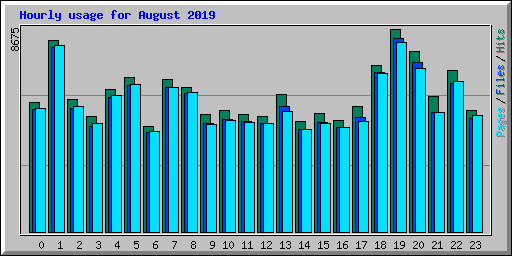 Hourly usage for August 2019
8675
Pages/Files/Hits
0 1 2 3 4 5 6 7 8 9 10 11 12 13 14 15 16 17 18 19 20 21 22 23